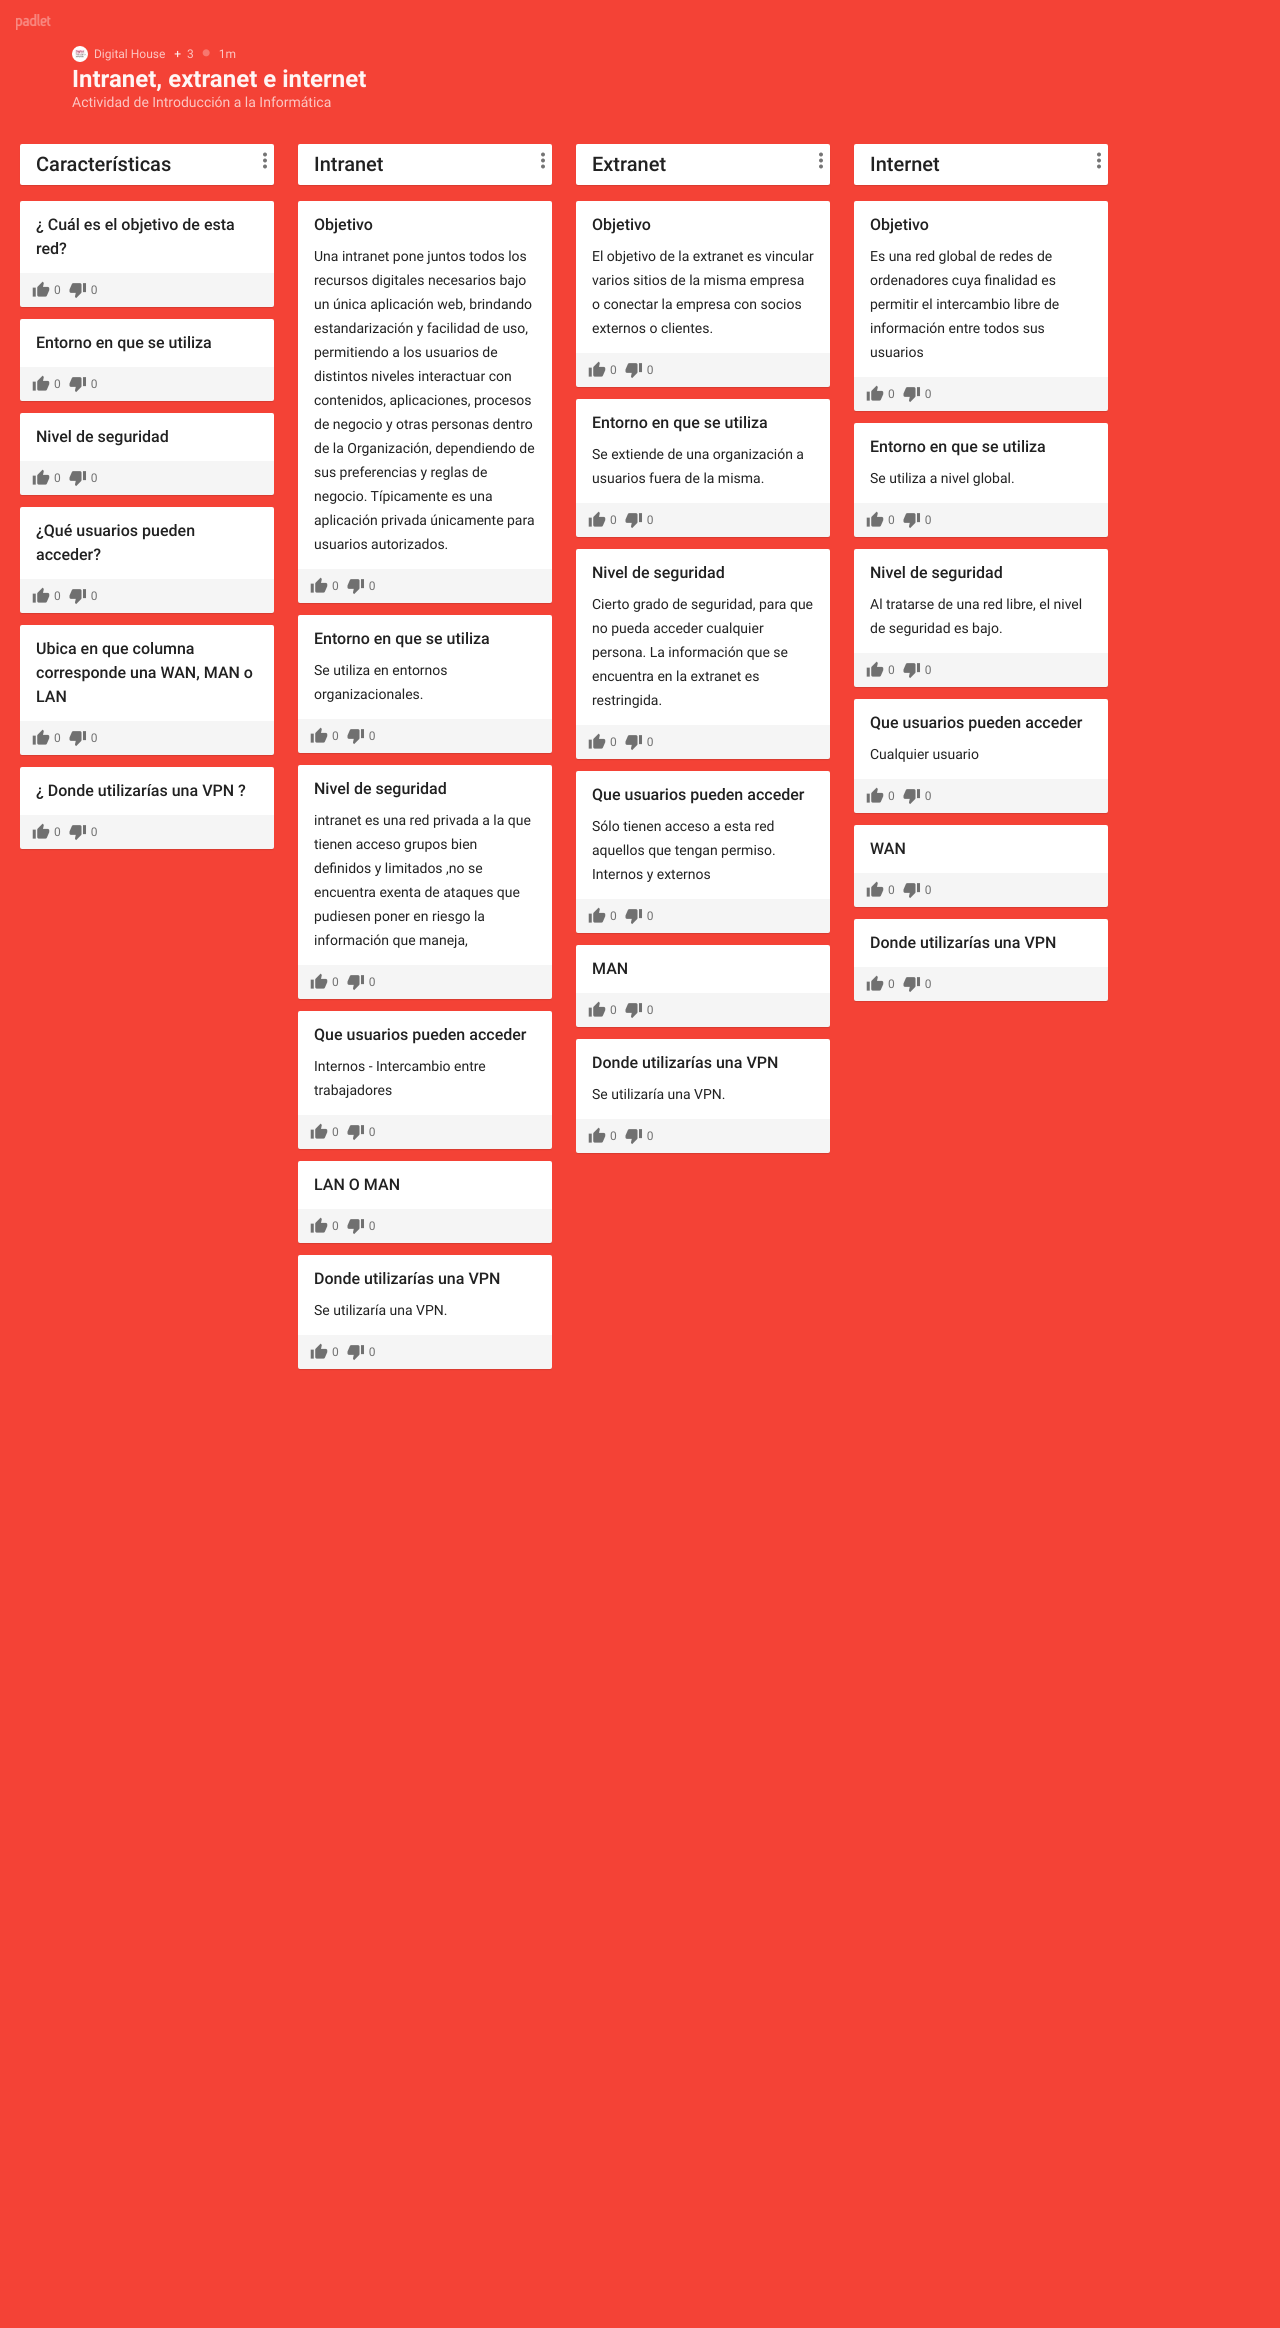 padlet
Digital House + 3 1m
Intranet, extranet e internet
Actividad de Introducción a la Informática
Características
¿ Cuál es el objetivo de esta
red?
0 0
Entorno en que se utiliza
0 0
Nivel de seguridad
0 0
¿Qué usuarios pueden
acceder?
0 0
Ubica en que columna
corresponde una WAN, MAN o
LAN
0 0
¿ Donde utilizarías una VPN ?
0 0
Intranet
Objetivo
Una intranet pone juntos todos los
recursos digitales necesarios bajo
un única aplicación web, brindando
estandarización y facilidad de uso,
permitiendo a los usuarios de
distintos niveles interactuar con
contenidos, aplicaciones, procesos
de negocio y otras personas dentro
de la Organización, dependiendo de
sus preferencias y reglas de
negocio. Típicamente es una
aplicación privada únicamente para
usuarios autorizados.
0 0
Entorno en que se utiliza
Se utiliza en entornos
organizacionales.
0 0
Nivel de seguridad
intranet es una red privada a la que
tienen acceso grupos bien
definidos y limitados ,no se
encuentra exenta de ataques que
pudiesen poner en riesgo la
información que maneja,
0 0
Que usuarios pueden acceder
Internos - Intercambio entre
trabajadores
0 0
LAN O MAN
0 0
Donde utilizarías una VPN
Se utilizaría una VPN.
0 0
Extranet
Objetivo
El objetivo de la extranet es vincular
varios sitios de la misma empresa
o conectar la empresa con socios
externos o clientes.
0 0
Entorno en que se utiliza
Se extiende de una organización a
usuarios fuera de la misma.
0 0
Nivel de seguridad
Cierto grado de seguridad, para que
no pueda acceder cualquier
persona. La información que se
encuentra en la extranet es
restringida.
0 0
Que usuarios pueden acceder
Sólo tienen acceso a esta red
aquellos que tengan permiso.
Internos y externos
0 0
MAN
0 0
Donde utilizarías una VPN
Se utilizaría una VPN.
0 0
Internet
Objetivo
Es una red global de redes de
ordenadores cuya finalidad es
permitir el intercambio libre de
información entre todos sus
usuarios
0 0
Entorno en que se utiliza
Se utiliza a nivel global.
0 0
Nivel de seguridad
Al tratarse de una red libre, el nivel
de seguridad es bajo.
0 0
Que usuarios pueden acceder
Cualquier usuario
0 0
WAN
0 0
Donde utilizarías una VPN
0 0